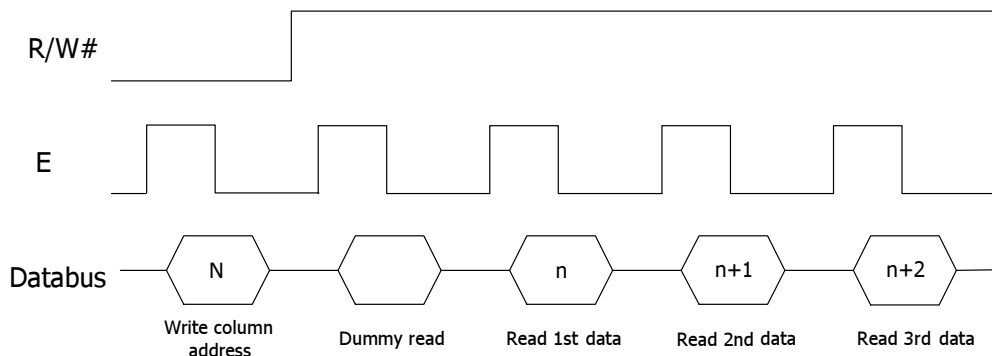 R/W#
E
Databus
N
n
n+1
n+2
Write column
address
Dummy read
Read 1st data
Read 2nd data
Read 3rd data